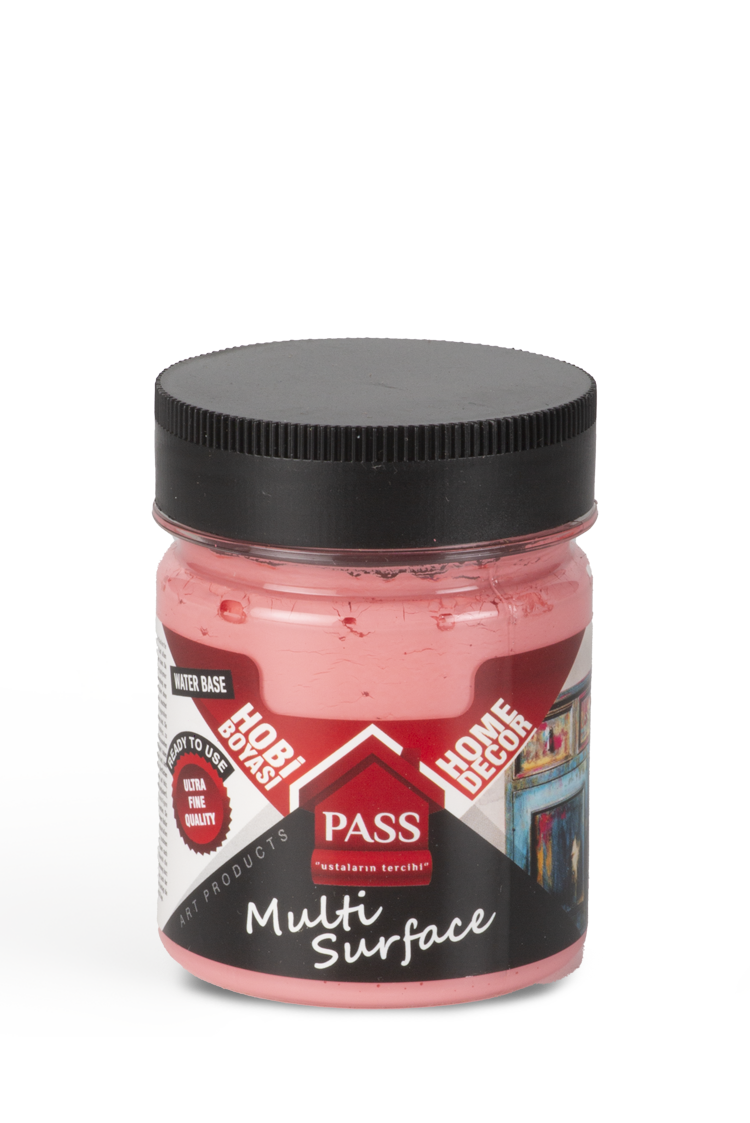 WATER BASE
HOBİ
BOYASI
HOME
DECOR
READY TO USE
ULTRA
FINE
QUALITY
PASS
"ustaların tercihi"
ART PRODUCTS
Multi
Surface